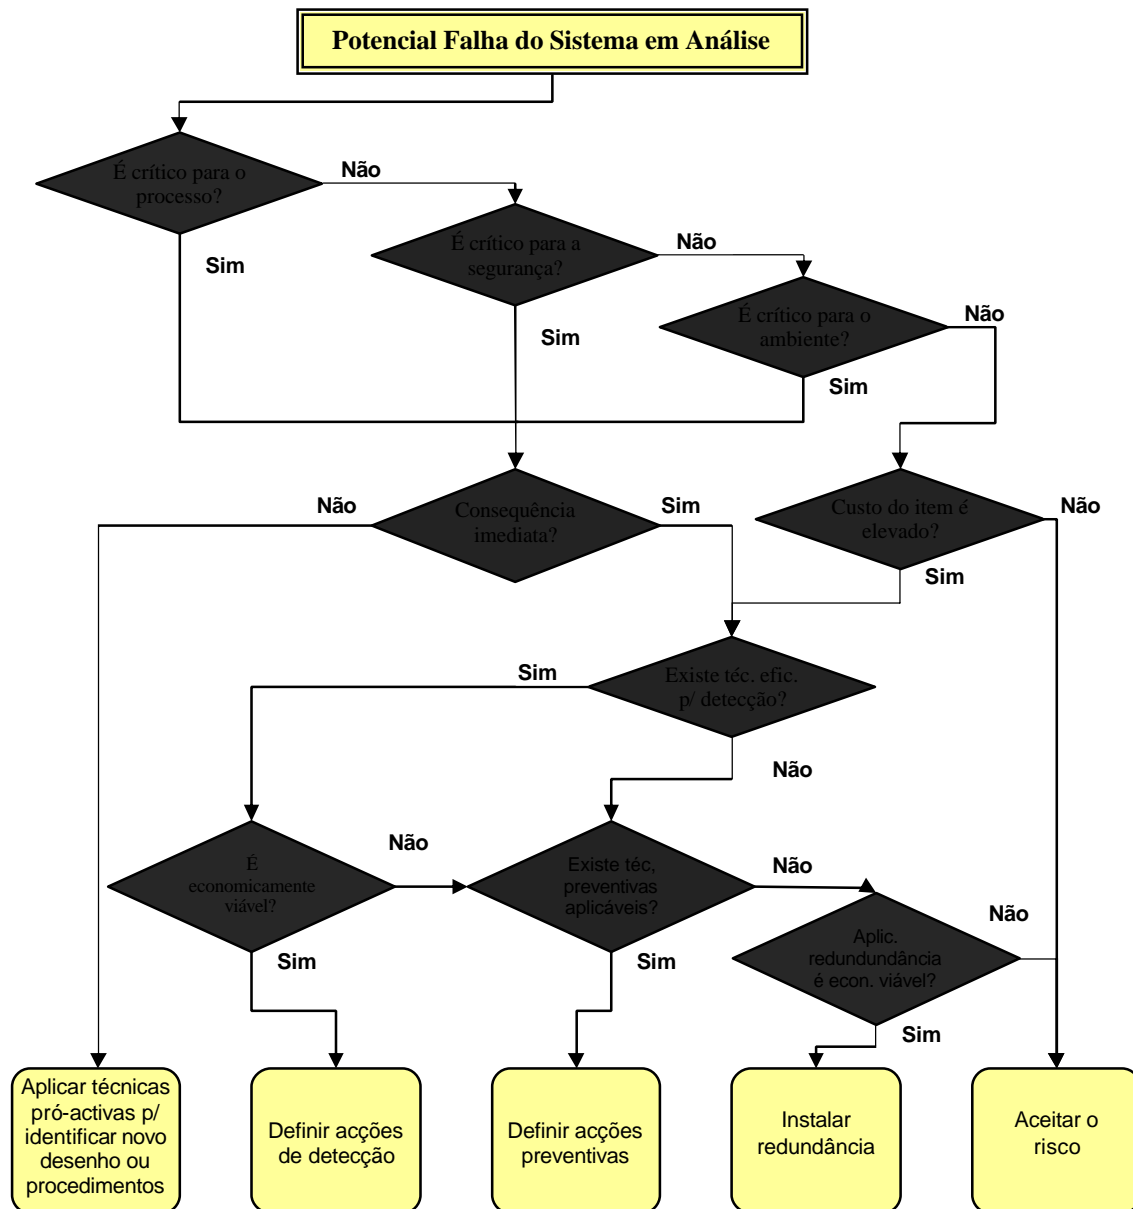 Potencial Falha do Sistema em Análise
É crítico para o
processo?
Não
Sim
É crítico para a
segurança?
Não
Sim
É crítico para o
ambiente?
Não
Sim
Não
Consequência
imediata?
Sim
Custo do item é
elevado?
Não
Sim
Sim
Existe téc. efic.
p/ detecção?
Não
É
economicamente
viável?
Não
Sim
Existe téc,
preventivas
aplicáveis?
Não
Sim
Aplic.
redundundância
é econ. viável?
Não
Sim
Aplicar técnicas
pró-activas p/
identificar novo
desenho ou
procedimentos
Definir acções
de detecção
Definir acções
preventivas
Instalar
redundância
Aceitar o
risco